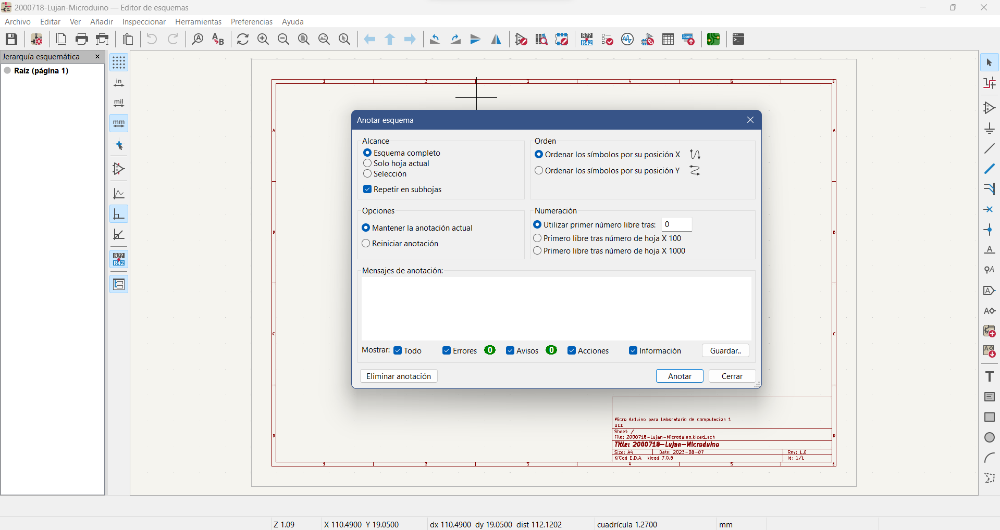 2000718-Lujan-Microduino — Editor de esquemas
Archivo Editar Ver Añadir Inspeccionar Herramientas Preferencias Ayuda
Jerarquía esquemática
Raíz (página 1)
in
mil
mm
R??
R42
Anotar esquema
Alcance
Esquema completo
Solo hoja actual
Selección
Repetir en subhojas
Orden
Ordenar los símbolos por su posición X
Ordenar los símbolos por su posición Y
Opciones
Mantener la anotación actual
Reiniciar anotación
Numeración
Utilizar primer número libre tras: 0
Primero libre tras número de hoja X 100
Primero libre tras número de hoja X 1000
Mensajes de anotación:
Mostrar: Todo Errores 0 Avisos 0 Acciones Información Guardar..
Eliminar anotación Anotar Cerrar
Micro Arduino para Laboratorio de computacion 1
UCC
Sheet: /
File: 2000718-Lujan-Microduino.kicad_sch
Title: 2000718-Lujan-Microduino
Size: A4 Date: 2023-08-07 Rev: 1.0
KiCad E.D.A. kicad 7.0.6 Id: 1/1
Z 1.09 X 110.4900 Y 19.0500 dx 110.4900 dy 19.0500 dist 112.1202 cuadrícula 1.2700 mm